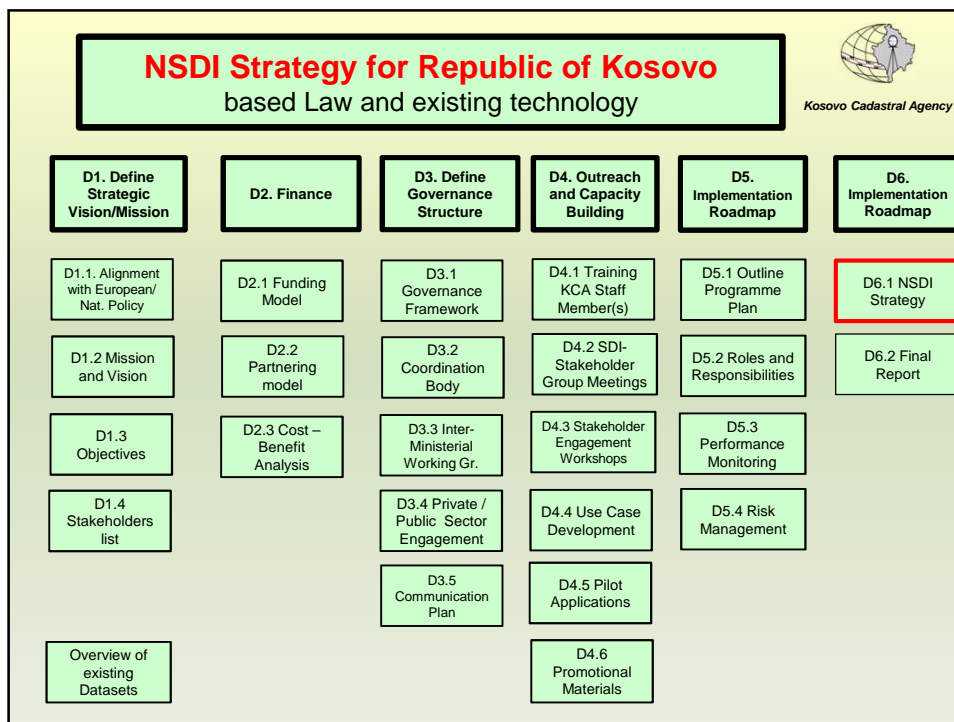 NSDI Strategy for Republic of Kosovo
based Law and existing technology
Kosovo Cadastral Agency
D1. Define
Strategic
Vision/Mission
D2. Finance
D3. Define
Governance
Structure
D4. Outreach
and Capacity
Building
D5.
Implementation
Roadmap
D6.
Implementation
Roadmap
D1.1. Alignment
with European/
Nat. Policy
D2.1 Funding
Model
D3.1
Governance
Framework
D4.1 Training
KCA Staff
Member(s)
D5.1 Outline
Programme
Plan
D6.1 NSDI
Strategy
D1.2 Mission
and Vision
D2.2
Partnering
model
D3.2
Coordination
Body
D4.2 SDI-
Stakeholder
Group Meetings
D5.2 Roles and
Responsibilities
D6.2 Final
Report
D1.3
Objectives
D2.3 Cost –
Benefit
Analysis
D3.3 Inter-
Ministerial
Working Gr.
D4.3 Stakeholder
Engagement
Workshops
D5.3
Performance
Monitoring
D1.4
Stakeholders
list
D3.4 Private /
Public Sector
Engagement
D4.4 Use Case
Development
D5.4 Risk
Management
D3.5
Communication
Plan
D4.5 Pilot
Applications
Overview of
existing
Datasets
D4.6
Promotional
Materials